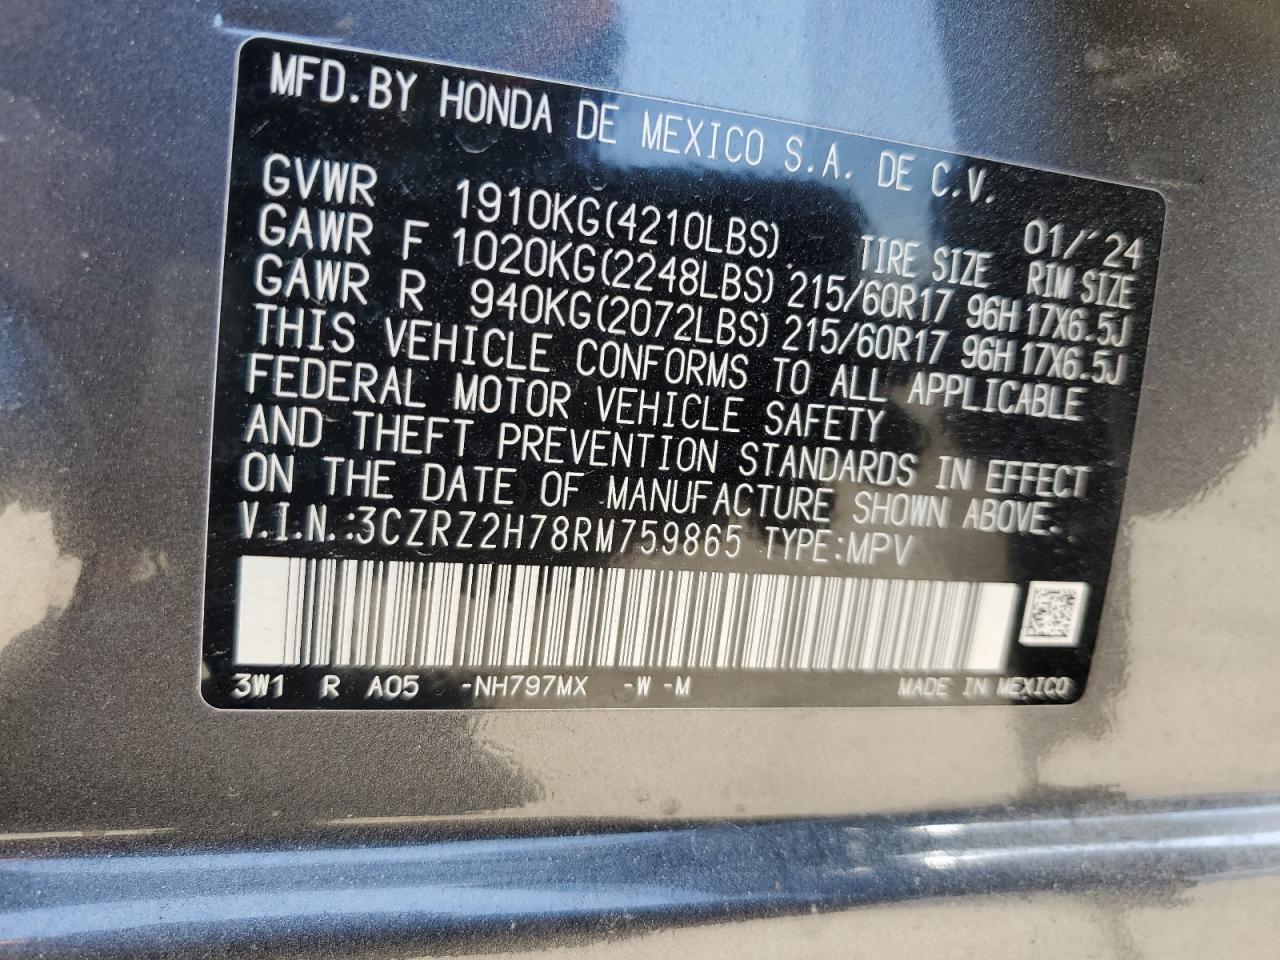 MFD.BY HONDA DE MEXICO S.A. DE C.V.
01/'24
GVWR 1910KG(4210LBS). TIRE SIZE RIM SIZE
GAWR F 1020KG(2248LBS) 215/60R17 96H 17X6.5J
GAWR R 940KG(2072LBS) 215/60R17 96H 17X6.5J
THIS VEHICLE CONFORMS TO ALL APPLICABLE
FEDERAL MOTOR VEHICLE SAFETY
AND THEFT PREVENTION STANDARDS IN EFFECT
ON THE DATE OF MANUFACTURE SHOWN ABOVE.
V.I.N.:3CZRZ2H78RM759865 TYPE:MPV
3W1 R A05 -NH797MX -W -M MADE IN MEXICO